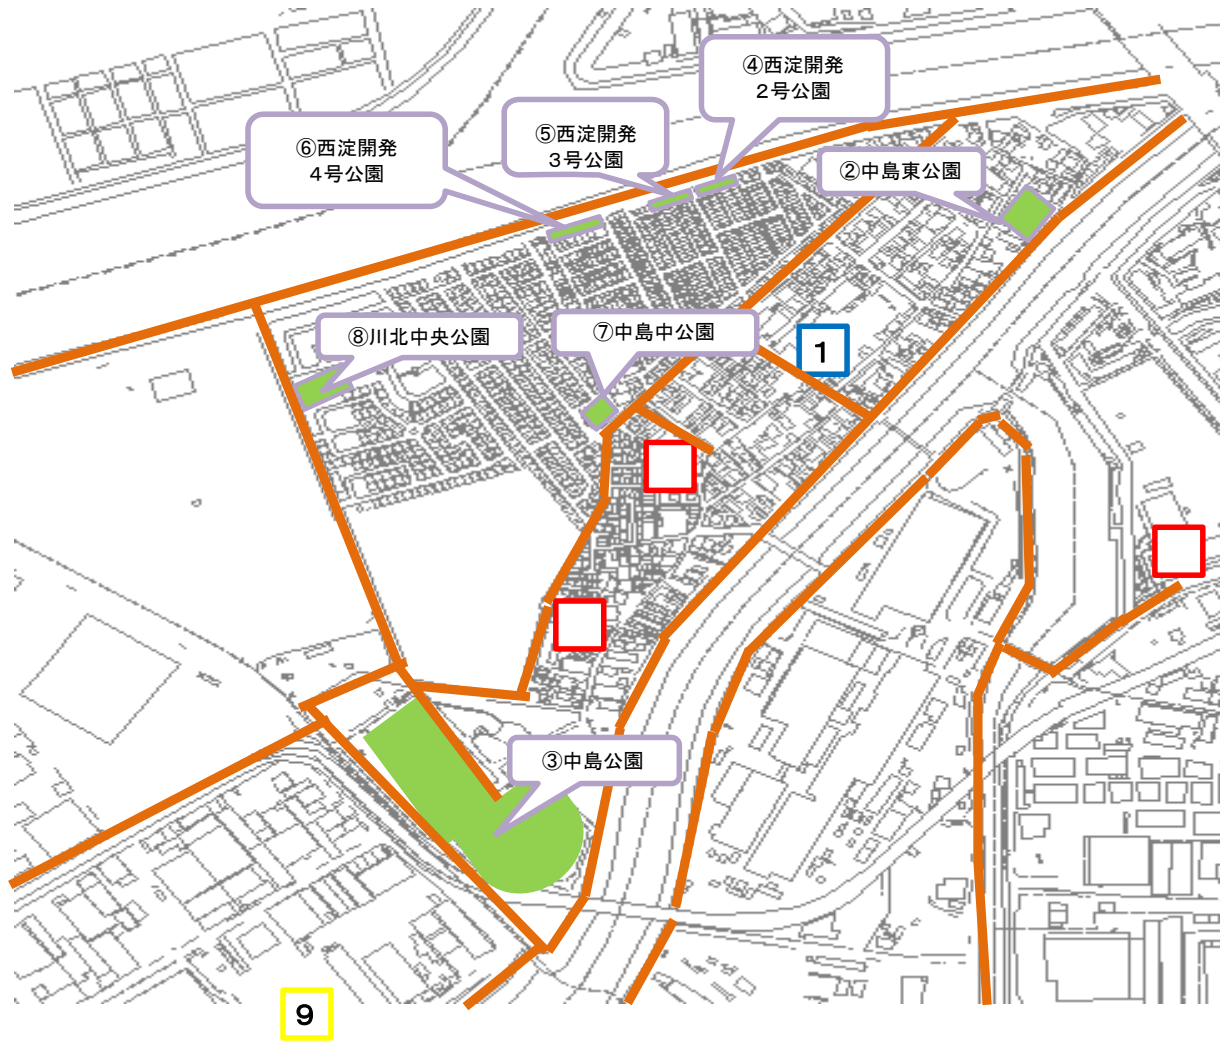 ④西淀開発
２号公園
⑤西淀開発
３号公園
⑥西淀開発
４号公園
②中島東公園
⑧川北中央公園
⑦中島中公園
1
③中島公園
9